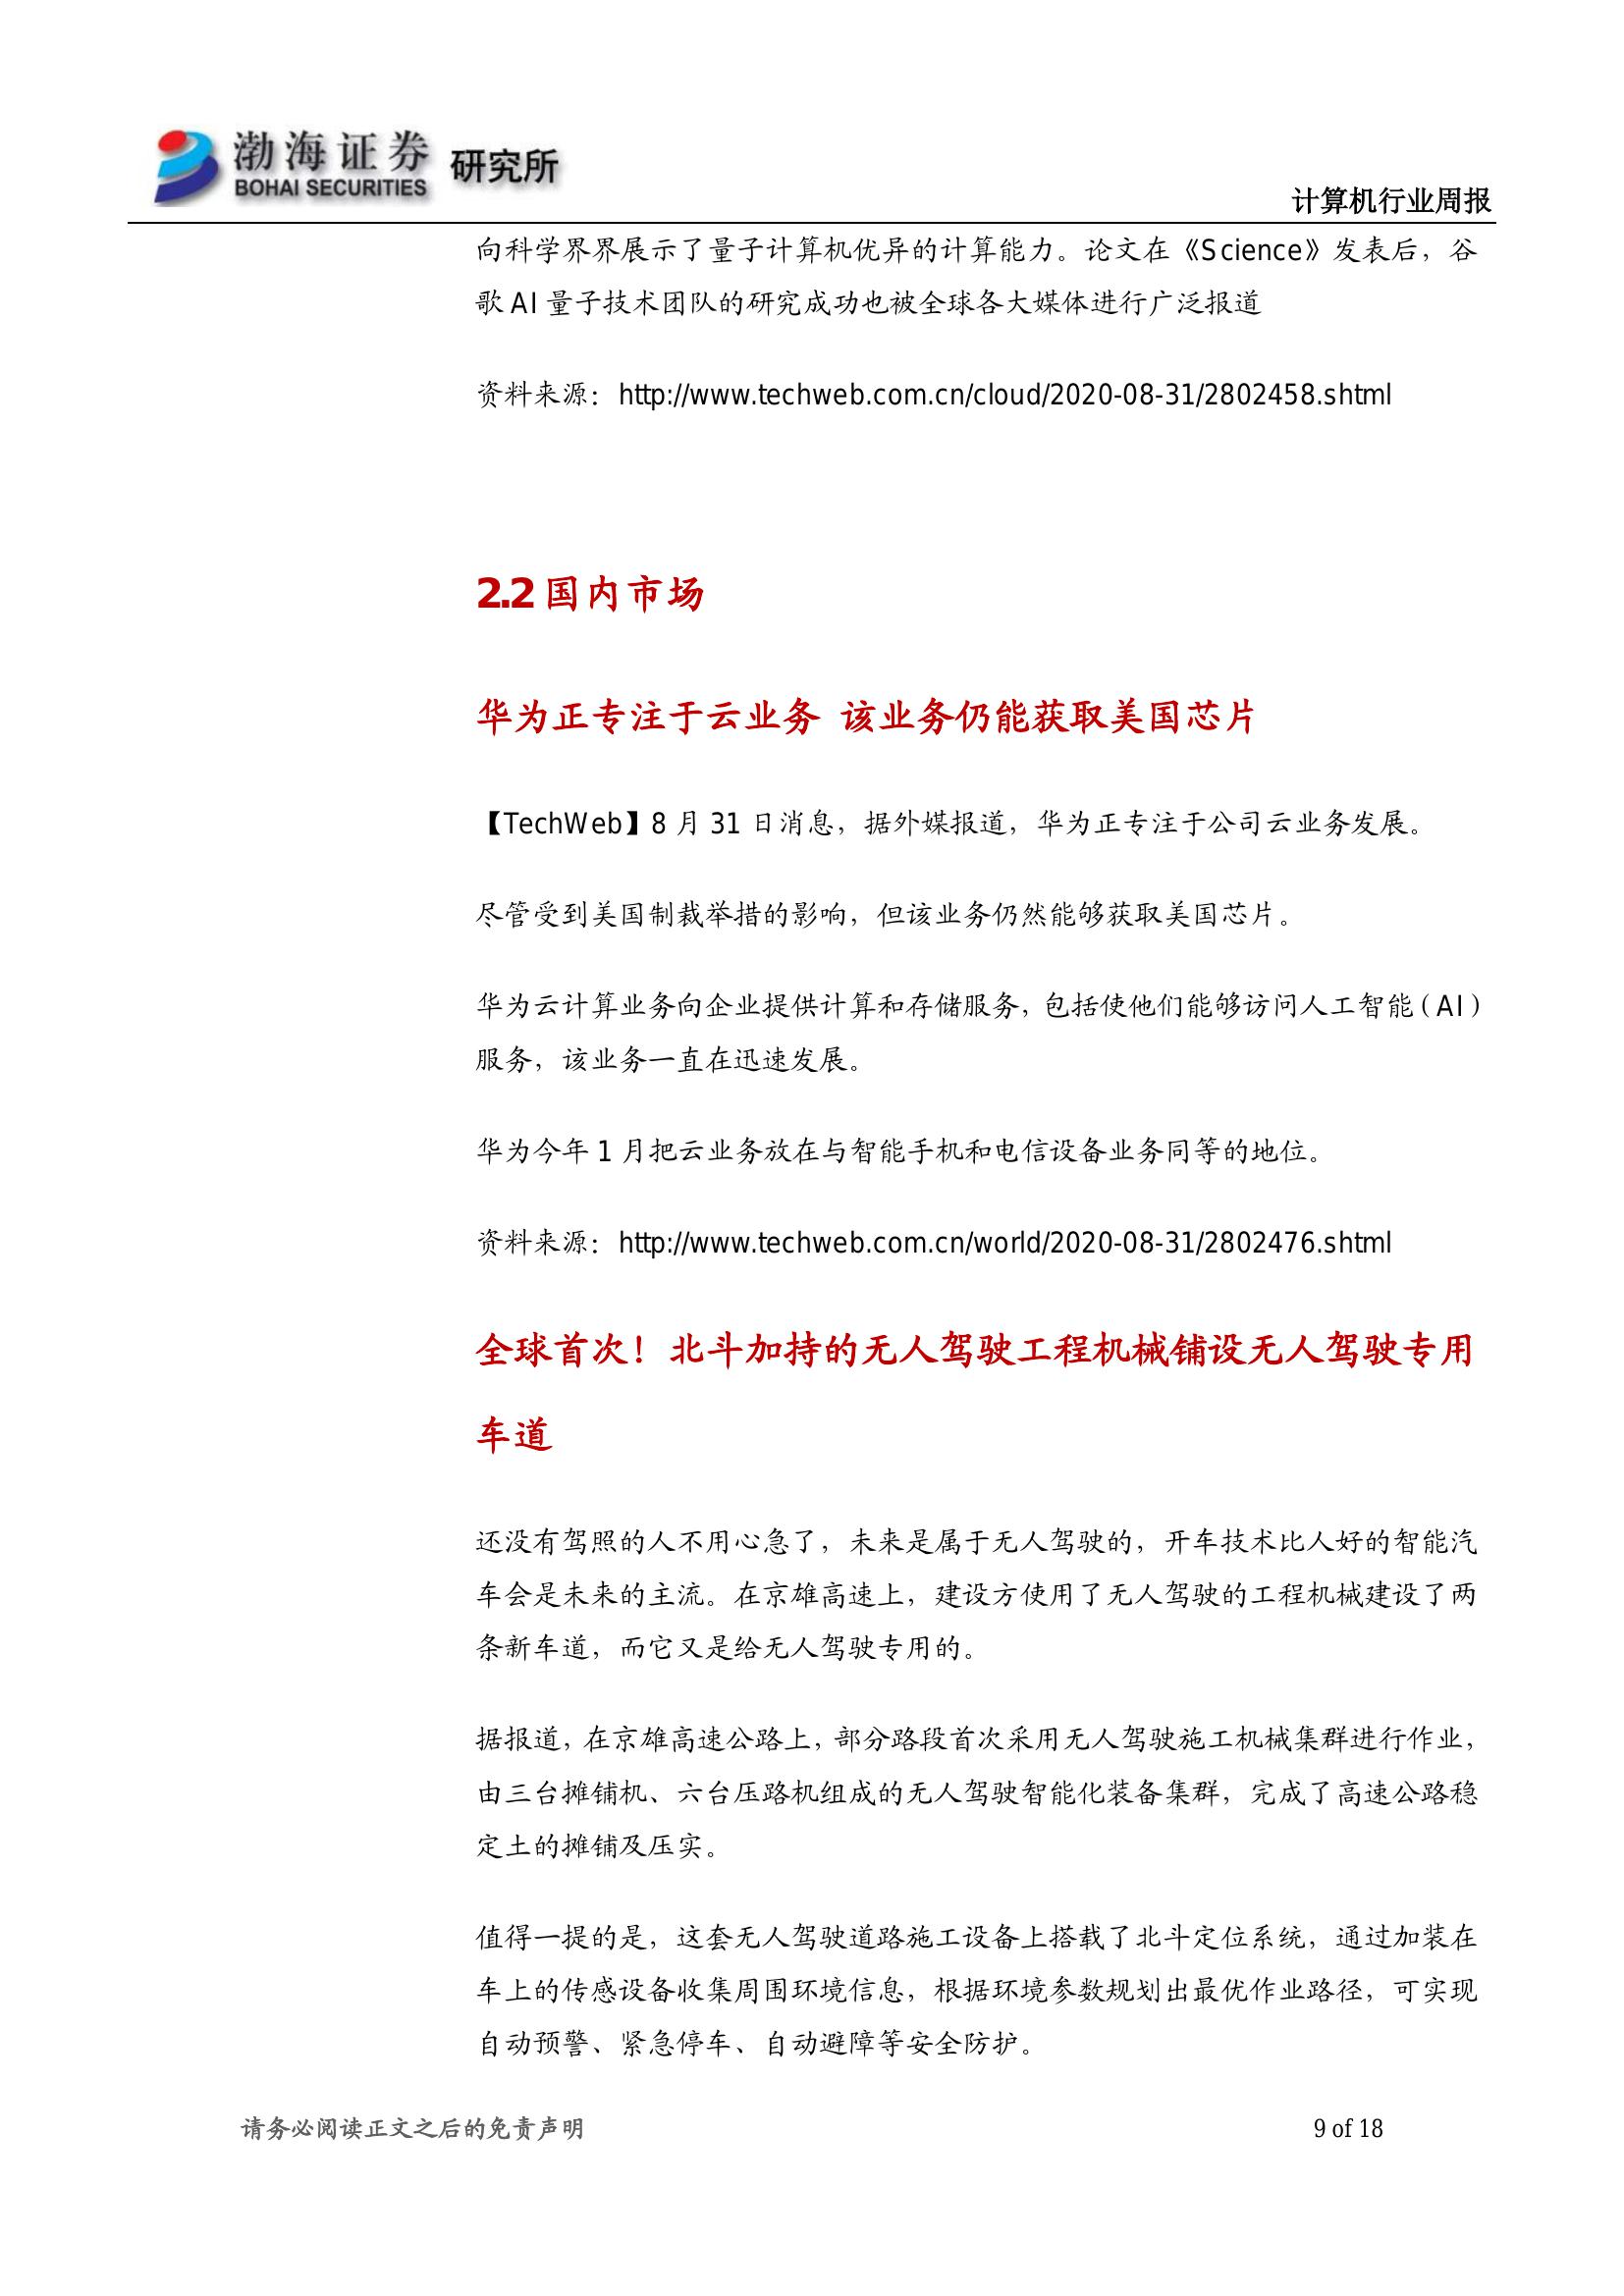 渤海证券 研究所
BOHAI SECURITIES
计算机行业周报
向科学界界展示了量子计算机优异的计算能力。论文在《Science》发表后，谷
歌 AI 量子技术团队的研究成功也被全球各大媒体进行广泛报道
资料来源：http://www.techweb.com.cn/cloud/2020-08-31/2802458.shtml
2.2 国内市场
华为正专注于云业务 该业务仍能获取美国芯片
【TechWeb】8 月 31 日消息，据外媒报道，华为正专注于公司云业务发展。
尽管受到美国制裁举措的影响，但该业务仍然能够获取美国芯片。
华为云计算业务向企业提供计算和存储服务，包括使他们能够访问人工智能（AI）
服务，该业务一直在迅速发展。
华为今年 1 月把云业务放在与智能手机和电信设备业务同等的地位。
资料来源：http://www.techweb.com.cn/world/2020-08-31/2802476.shtml
全球首次！北斗加持的无人驾驶工程机械铺设无人驾驶专用
车道
还没有驾照的人不用心急了，未来是属于无人驾驶的，开车技术比人好的智能汽
车会是未来的主流。在京雄高速上，建设方使用了无人驾驶的工程机械建设了两
条新车道，而它又是给无人驾驶专用的。
据报道，在京雄高速公路上，部分路段首次采用无人驾驶施工机械集群进行作业，
由三台摊铺机、六台压路机组成的无人驾驶智能化装备集群，完成了高速公路稳
定土的摊铺及压实。
值得一提的是，这套无人驾驶道路施工设备上搭载了北斗定位系统，通过加装在
车上的传感设备收集周围环境信息，根据环境参数规划出最优作业路径，可实现
自动预警、紧急停车、自动避障等安全防护。
请务必阅读正文之后的免责声明
9 of 18